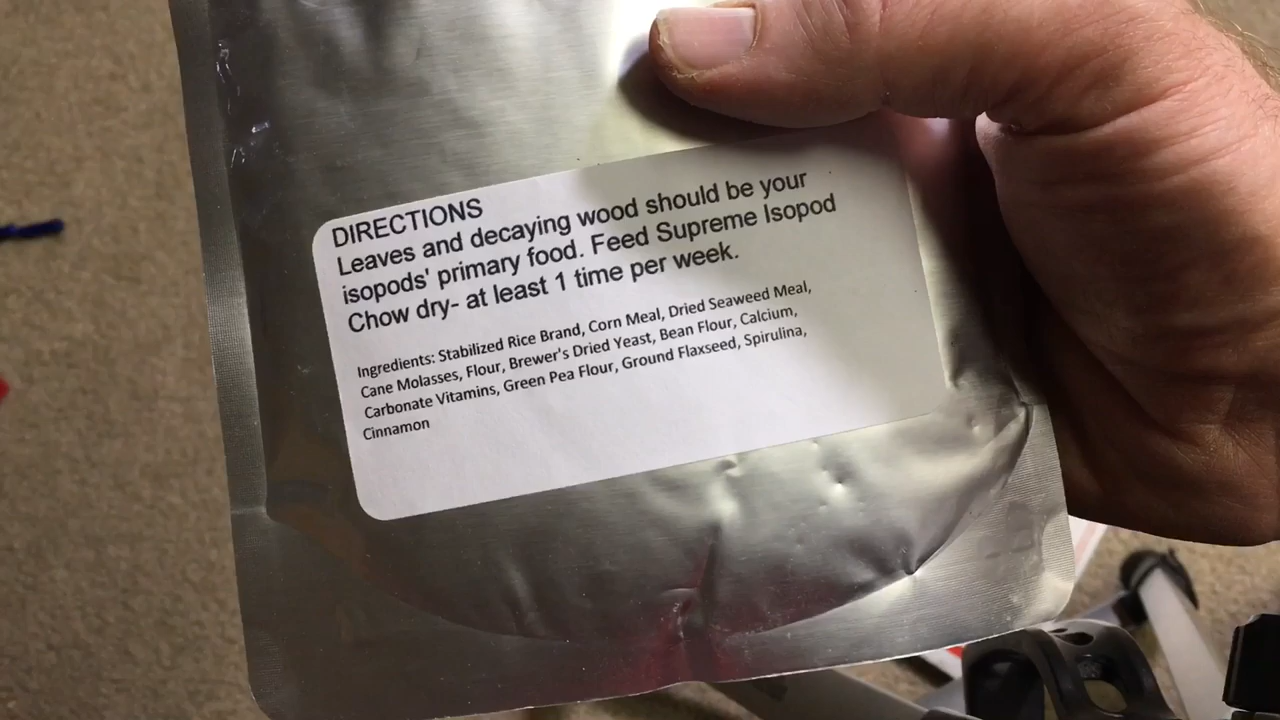 DIRECTIONS
Leaves and decaying wood should be your
isopods' primary food. Feed Supreme Isopod
Chow dry- at least 1 time per week.
Ingredients: Stabilized Rice Brand, Corn Meal, Dried Seaweed Meal,
Cane Molasses, Flour, Brewer's Dried Yeast, Bean Flour, Calcium,
Carbonate Vitamins, Green Pea Flour, Ground Flaxseed, Spirulina,
Cinnamon